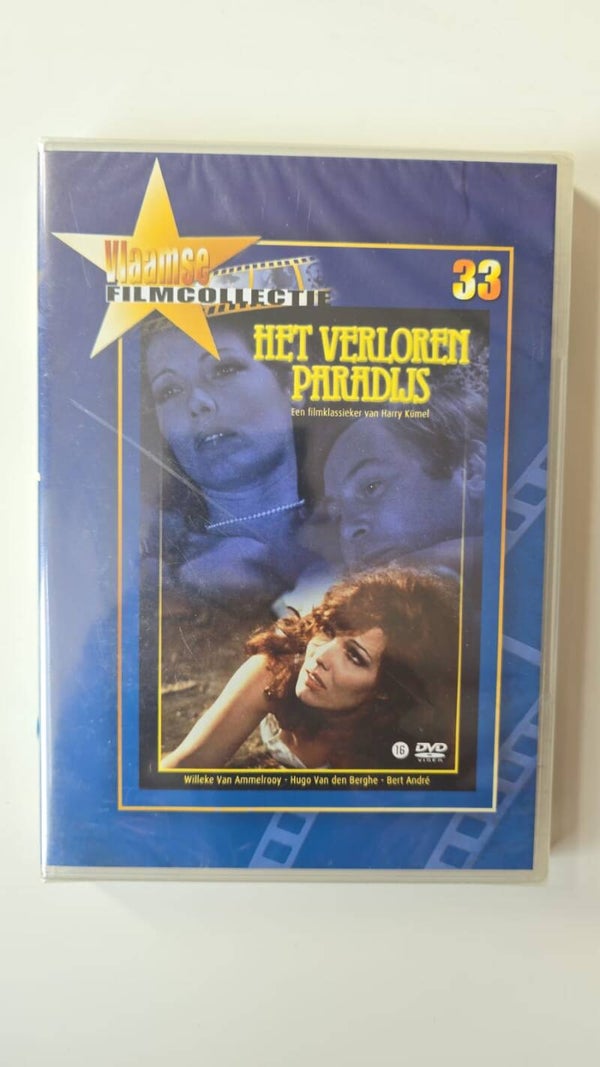 Vlaamse
FILMCOLLECTIE
33
HET VERLOREN
PARADIJS
Een filmklassieker van Harry Kümel
16
DVD
VIDEO
Willeke Van Ammelrooy - Hugo Van den Berghe - Bert André